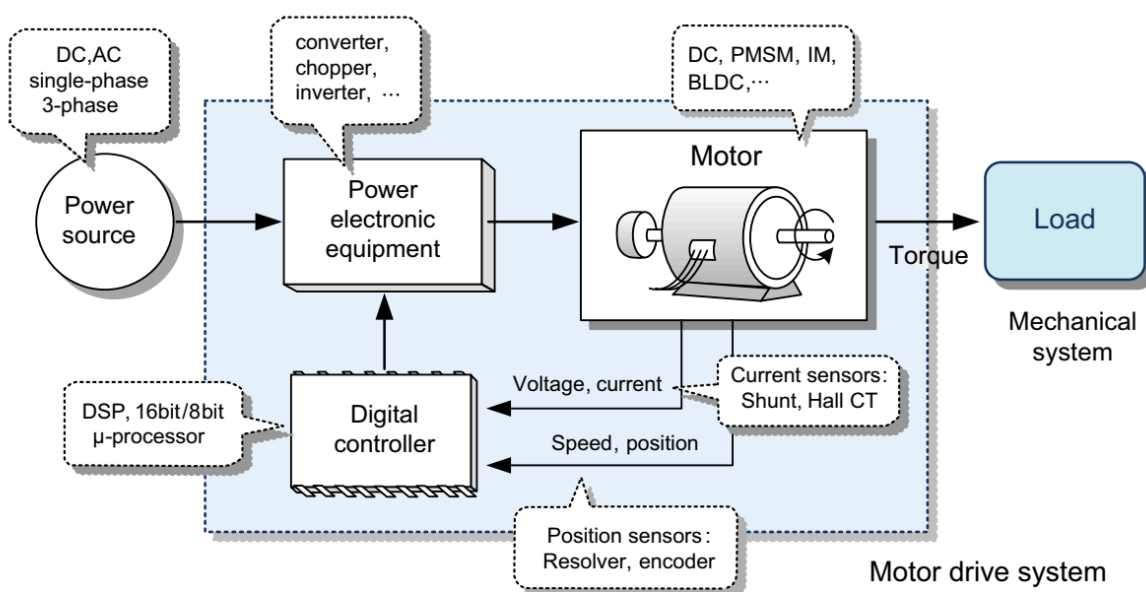 DC,AC
single-phase
3-phase
converter,
chopper,
inverter, ···
DC, PMSM, IM,
BLDC,···
Power
source
Power
electronic
equipment
Motor
Torque
Load
Mechanical
system
DSP, 16bit/8bit
μ-processor
Digital
controller
Voltage, current
Speed, position
Current sensors:
Shunt, Hall CT
Position sensors:
Resolver, encoder
Motor drive system